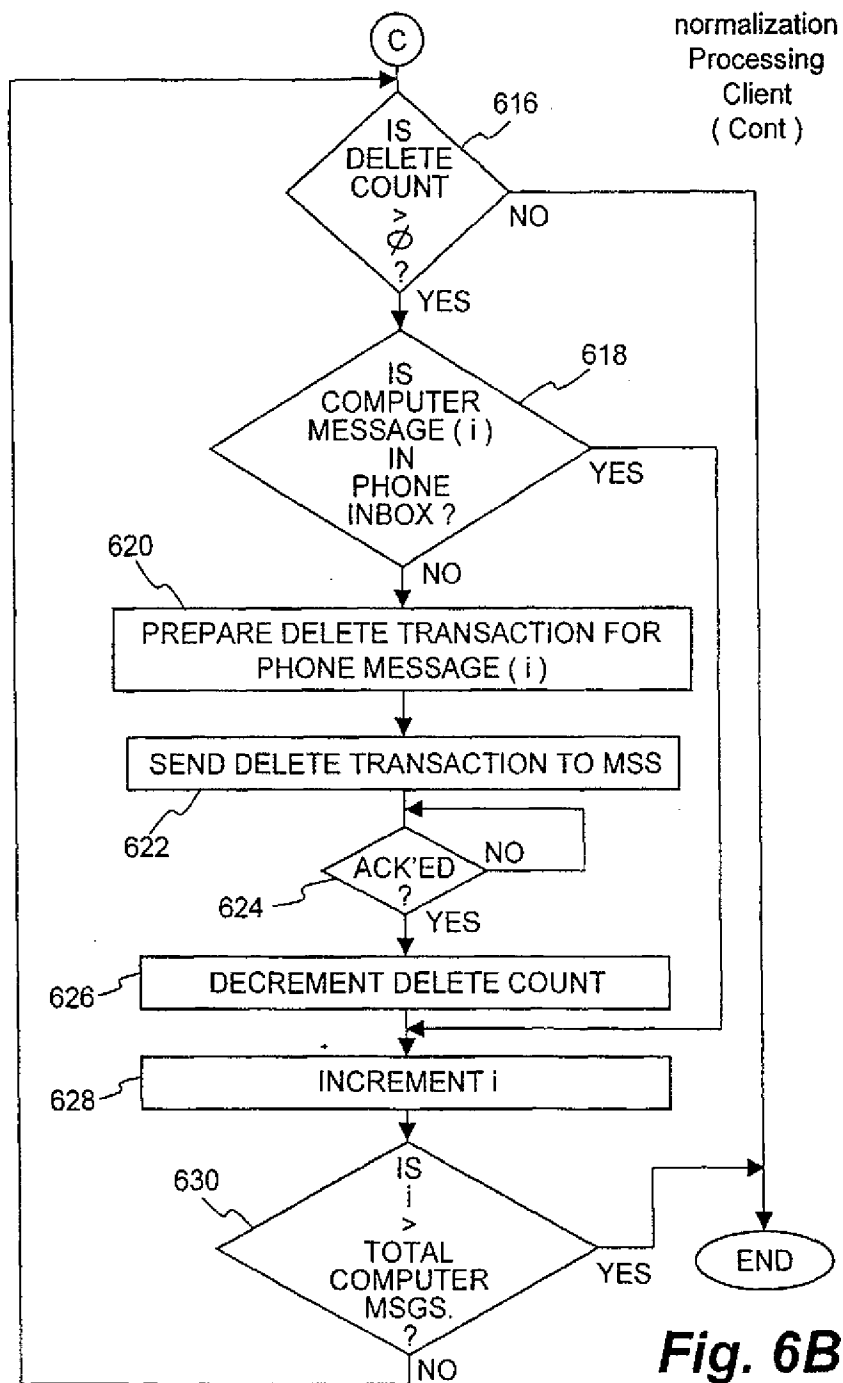 C
normalization
Processing
Client
( Cont )
616
IS
DELETE
COUNT
>
Ø
?
NO
YES
618
IS
COMPUTER
MESSAGE ( i )
IN
PHONE
INBOX ?
YES
NO
620
PREPARE DELETE TRANSACTION FOR
PHONE MESSAGE ( i )
SEND DELETE TRANSACTION TO MSS
622
ACK'ED
?
NO
624
YES
DECREMENT DELETE COUNT
626
INCREMENT i
628
630
IS
i
>
TOTAL
COMPUTER
MSGS.
?
YES
NO
END
Fig. 6B